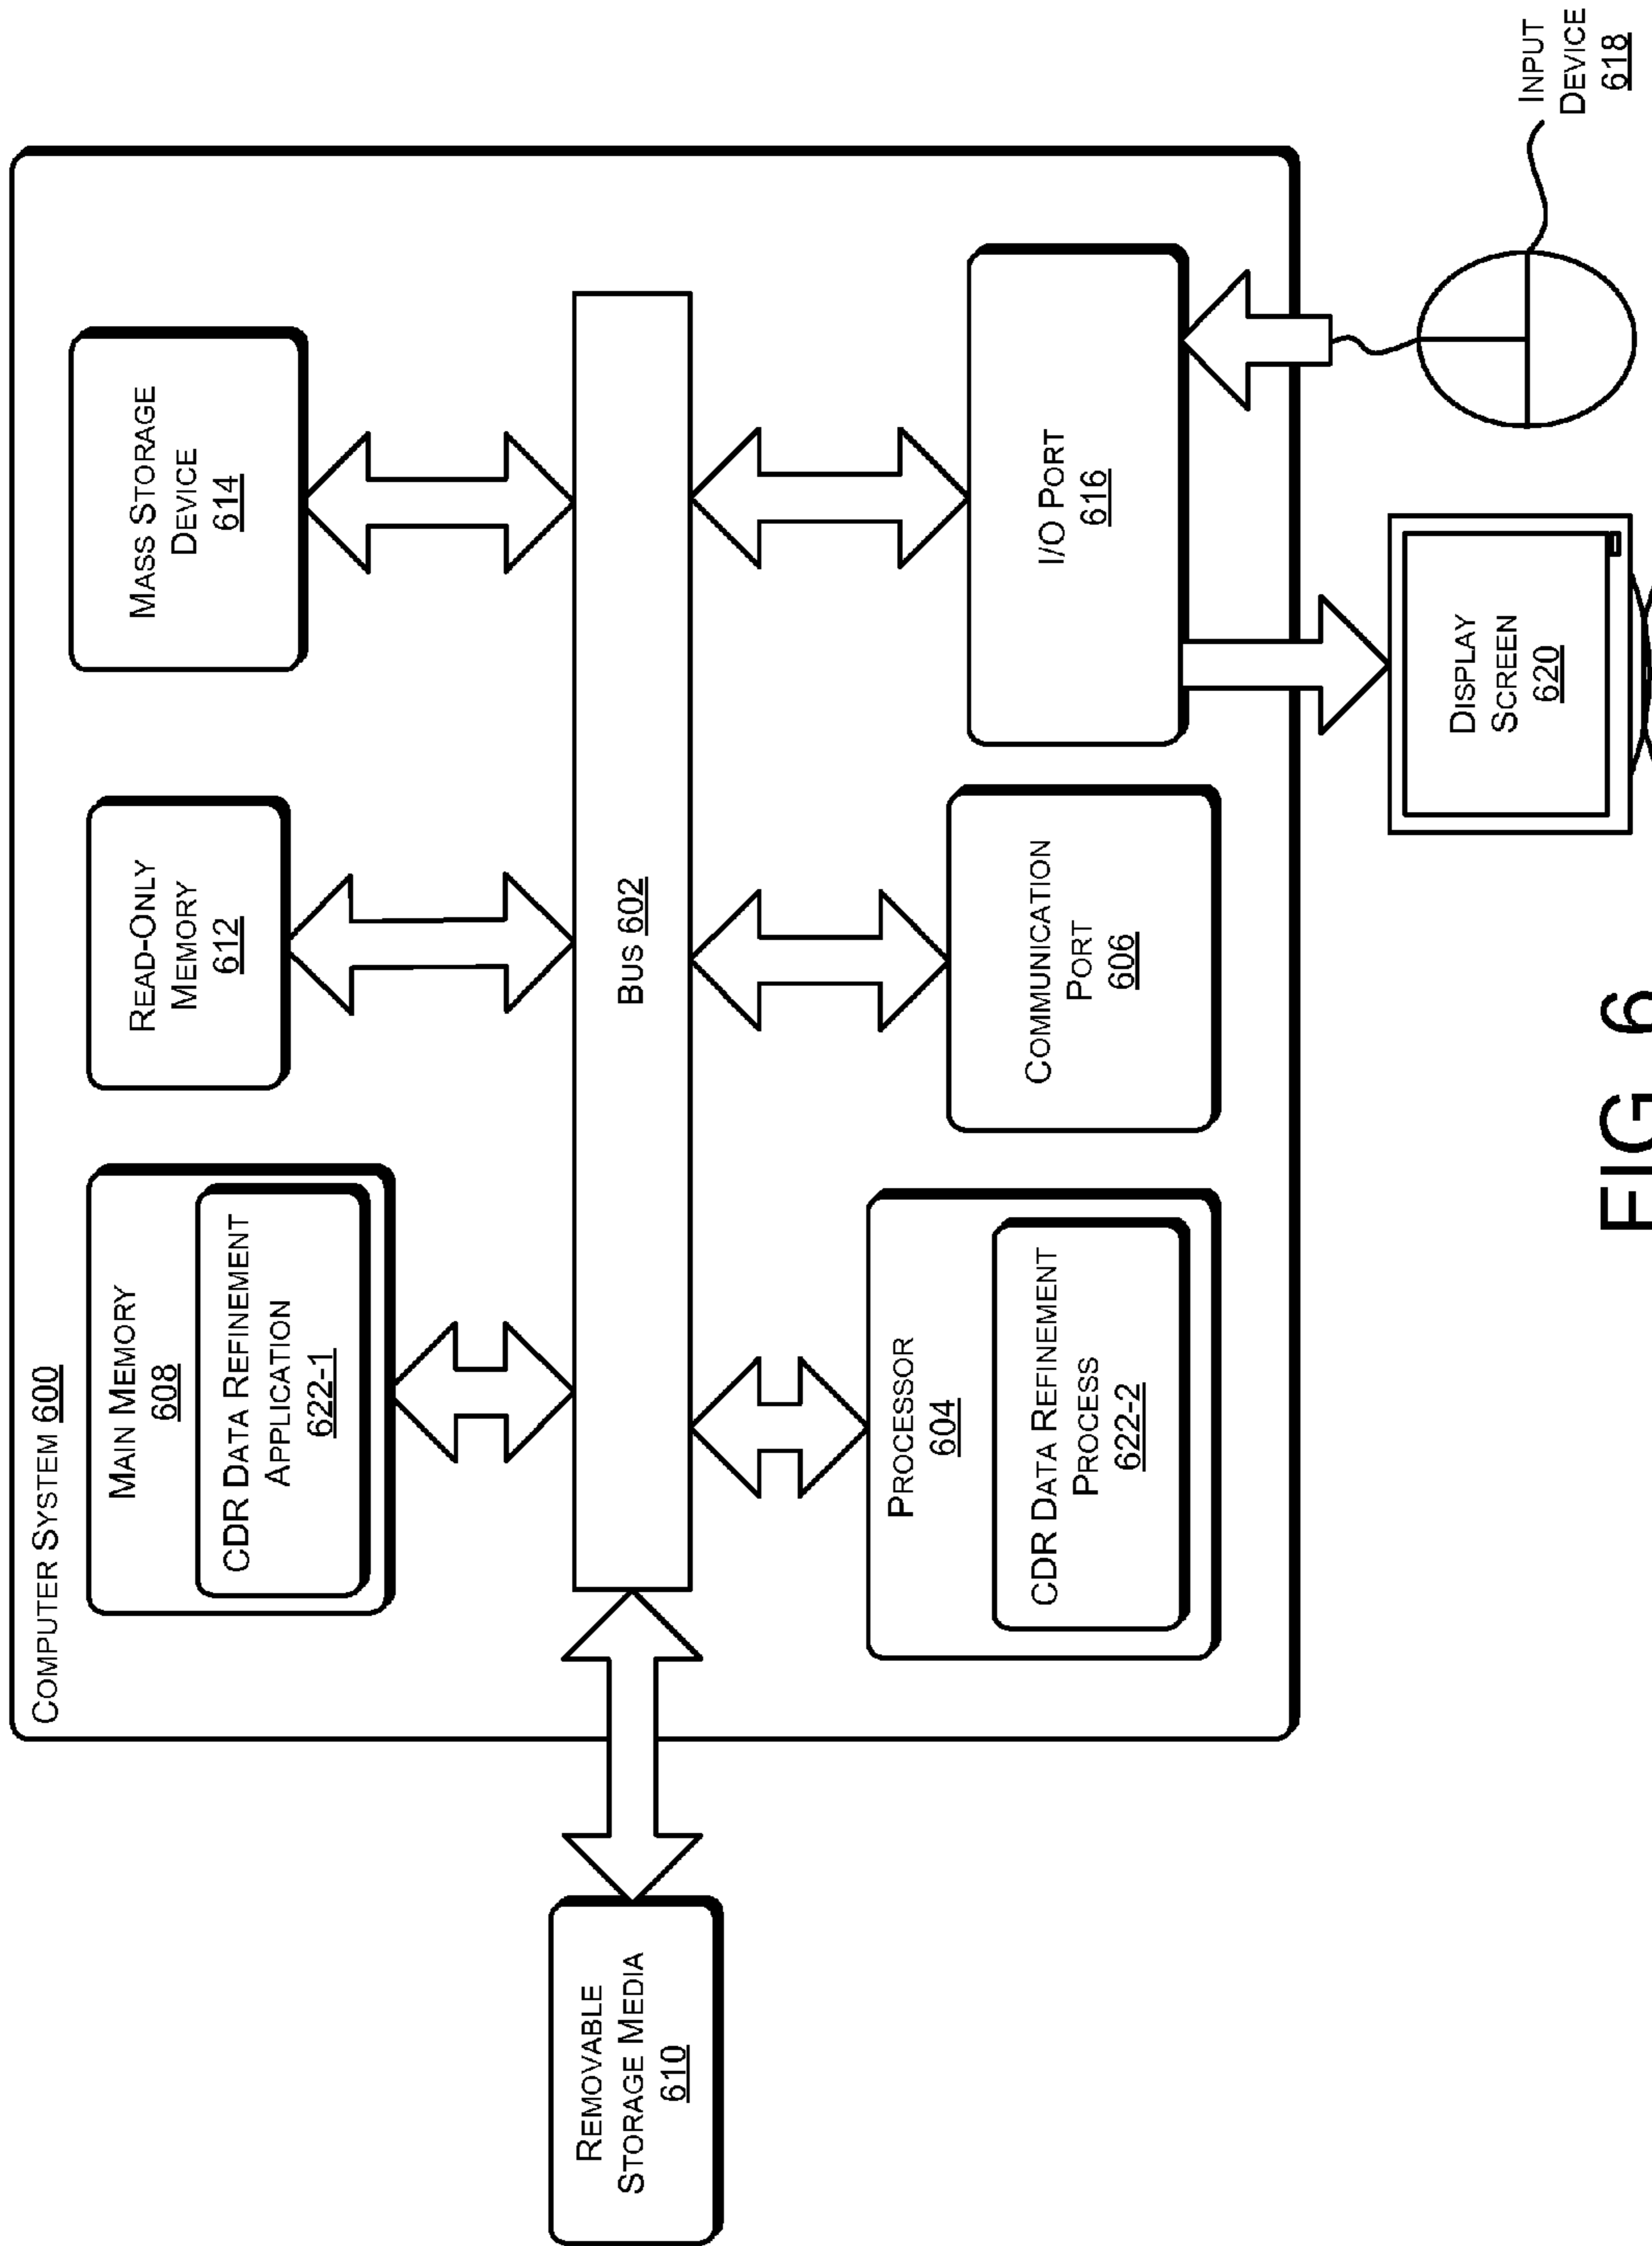 COMPUTER SYSTEM 600
MAIN MEMORY
608
CDR DATA REFINEMENT
APPLICATION
622-1
READ-ONLY
MEMORY
612
MASS STORAGE
DEVICE
614
REMOVABLE
STORAGE MEDIA
610
BUS 602
PROCESSOR
604
CDR DATA REFINEMENT
PROCESS
622-2
COMMUNICATION
PORT
606
I/O PORT
616
DISPLAY
SCREEN
620
INPUT
DEVICE
618
FIG. 6